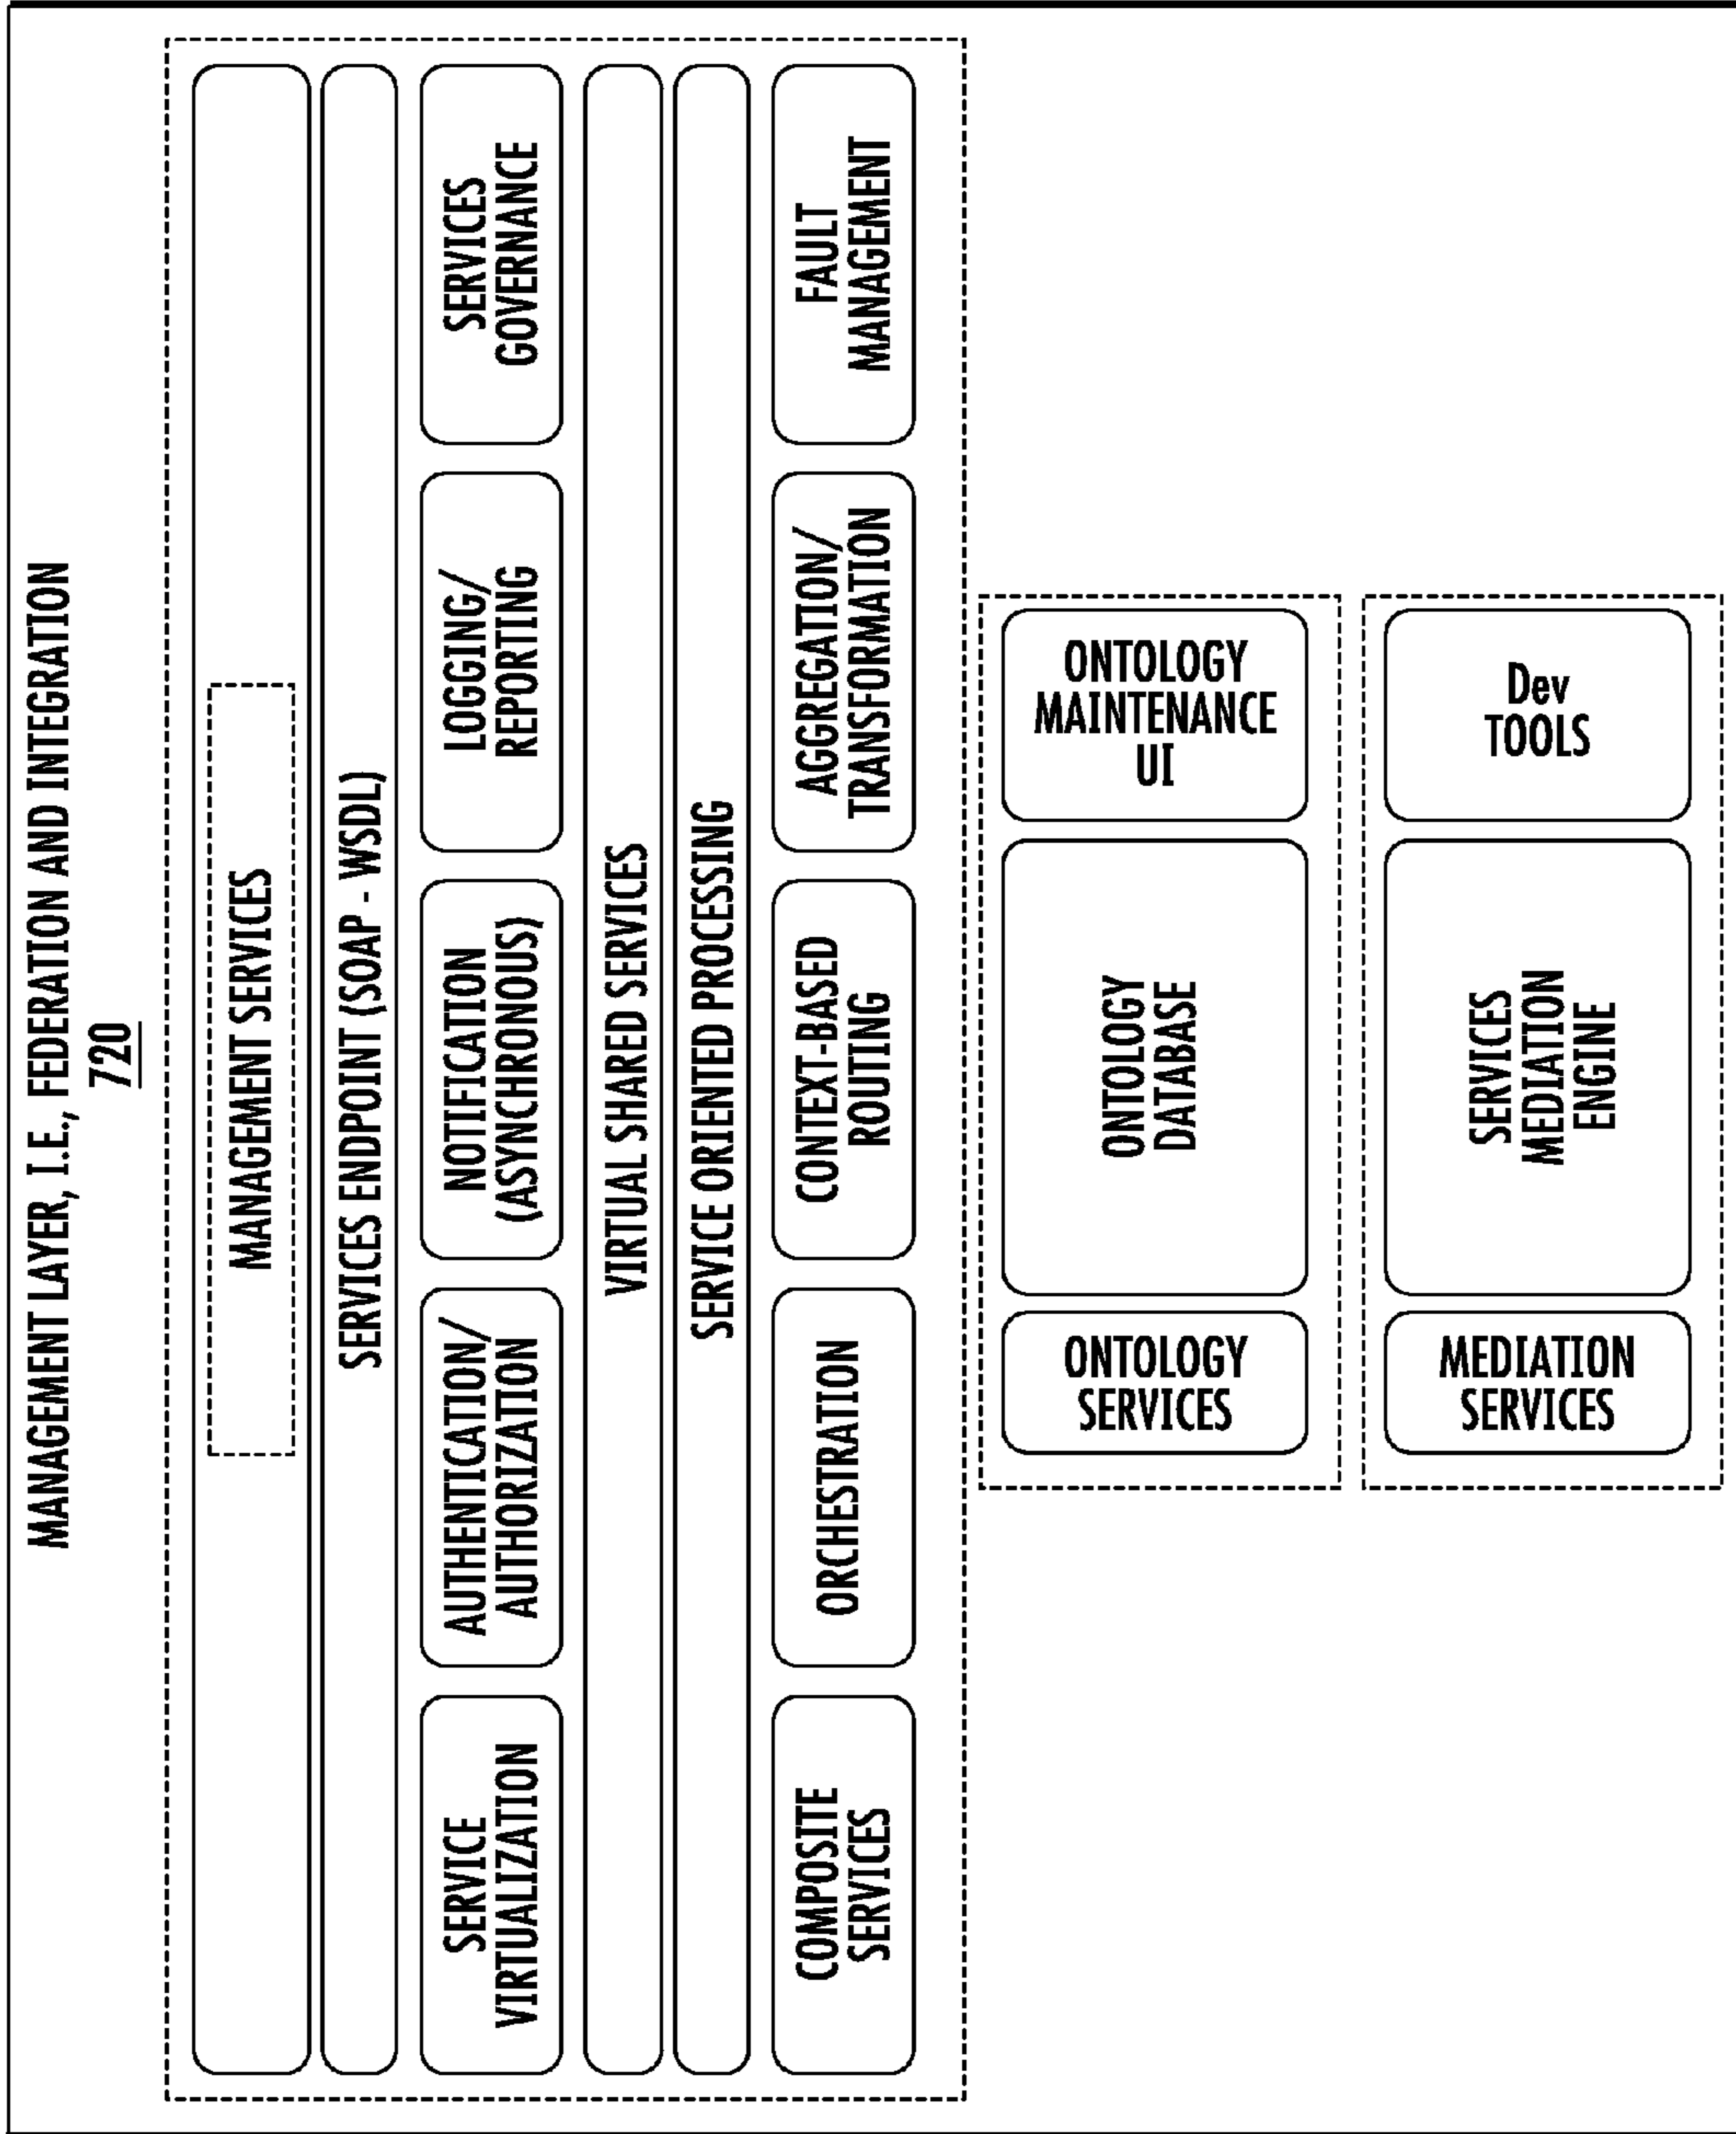 MANAGEMENT LAYER, I.E., FEDERATION AND INTEGRATION
720
MANAGEMENT SERVICES
SERVICES ENDPOINT (SOAP - WSDL)
SERVICE
VIRTUALIZATION
AUTHENTICATION/
AUTHORIZATION
NOTIFICATION
(ASYNCHRONOUS)
LOGGING/
REPORTING
SERVICES
GOVERNANCE
VIRTUAL SHARED SERVICES
SERVICE ORIENTED PROCESSING
COMPOSITE
SERVICES
ORCHESTRATION
CONTEXT-BASED
ROUTING
AGGREGATION/
TRANSFORMATION
FAULT
MANAGEMENT
ONTOLOGY
SERVICES
ONTOLOGY
DATABASE
ONTOLOGY
MAINTENANCE
UI
MEDIATION
SERVICES
SERVICES
MEDIATION
ENGINE
Dev
TOOLS